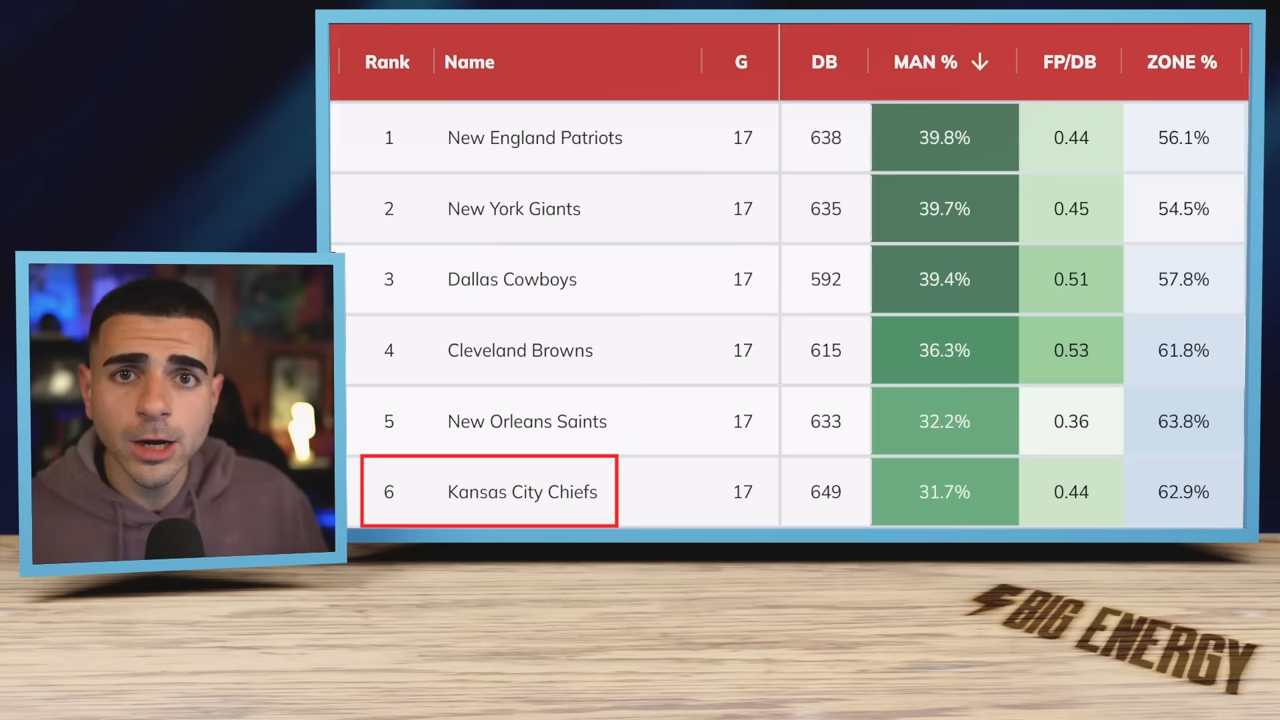 Rank Name G DB MAN % ↓ FP/DB ZONE %
1 New England Patriots 17 638 39.8% 0.44 56.1%
2 New York Giants 17 635 39.7% 0.45 54.5%
3 Dallas Cowboys 17 592 39.4% 0.51 57.8%
4 Cleveland Browns 17 615 36.3% 0.53 61.8%
5 New Orleans Saints 17 633 32.2% 0.36 63.8%
6 Kansas City Chiefs 17 649 31.7% 0.44 62.9%
BIG ENERGY